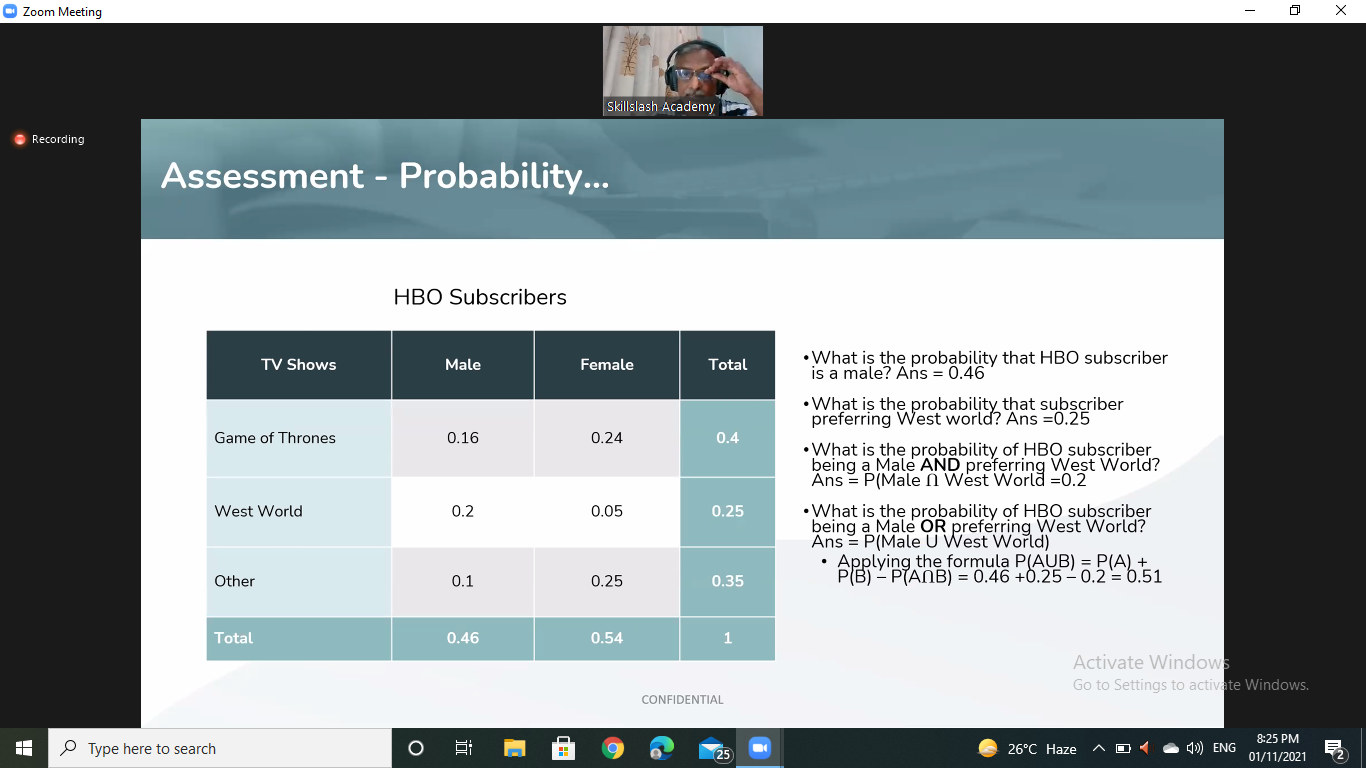 Zoom Meeting
Skillslash Academy
Recording
Assessment - Probability...
HBO Subscribers
TV Shows Male Female Total
Game of Thrones 0.16 0.24 0.4
West World 0.2 0.05 0.25
Other 0.1 0.25 0.35
Total 0.46 0.54 1
•What is the probability that HBO subscriber
is a male? Ans = 0.46
•What is the probability that subscriber
preferring West world? Ans =0.25
•What is the probability of HBO subscriber
being a Male AND preferring West World?
Ans = P(Male Ո West World =0.2
•What is the probability of HBO subscriber
being a Male OR preferring West World?
Ans = P(Male U West World)
• Applying the formula P(AUB) = P(A) +
P(B) – P(AՈB) = 0.46 +0.25 – 0.2 = 0.51
Activate Windows
Go to Settings to activate Windows.
CONFIDENTIAL
Type here to search
25
26°C Haze
ENG
8:25 PM
01/11/2021
2